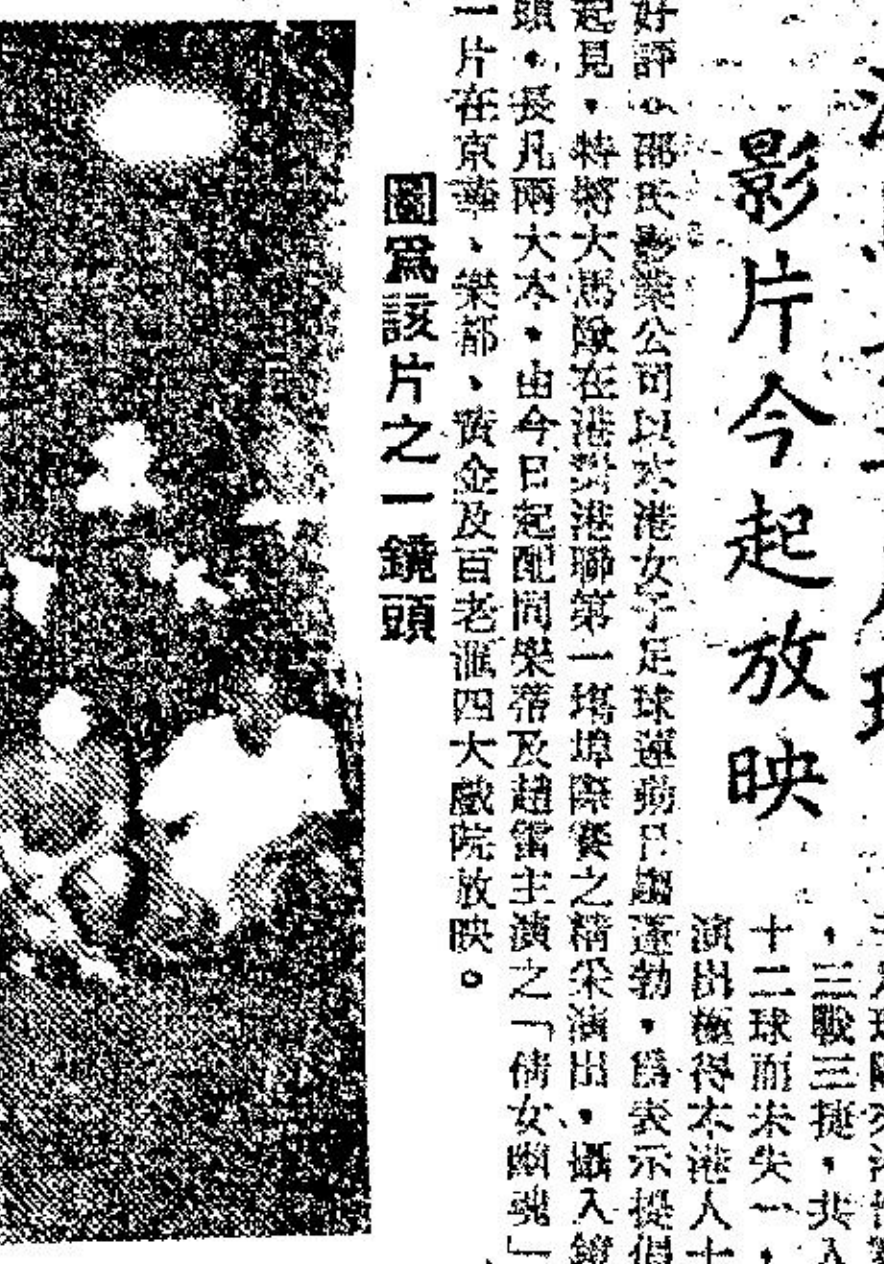 影片今起放映
三戰三捷，共入
十二球而未失一，
演出極得本港人士
好評。邵氏影業公司以本港女子足球運動日趨蓬勃，爲表示提倡
起見，特將大馬隊在港對港聯第一塲埠際賽之精采演出，攝入鏡
頭，長凡兩大本，由今日起配同樂蒂及趙雷主演之「倩女幽魂」
一片在京華、樂都、黃金及百老滙四大戲院放映。
圖爲該片之一鏡頭